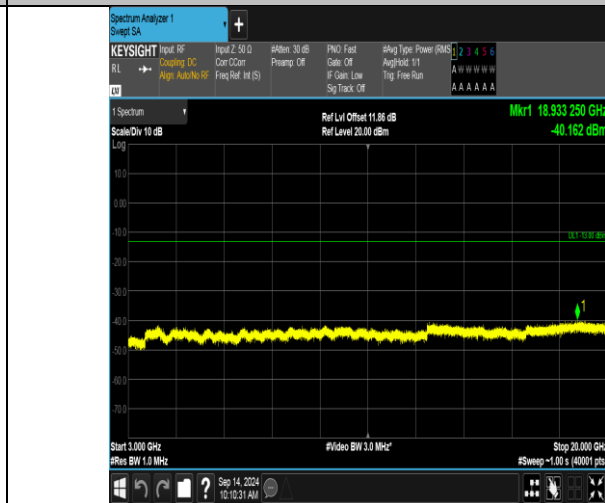 Spectrum Analyzer 1
Swept SA
+
KEYSIGHT Input: RF Input Z: 50 Ω #Atten: 30 dB PNO: Fast #Avg Type: Power (RMS 1 2 3 4 5 6
RL Coupling: DC Corr CCorr Preamp: Off Gate: Off Avg|Hold: 1/1 A W W W W W
Align: Auto/No RF Freq Ref: Int (S) IF Gain: Low Trig: Free Run
Sig Track: Off A A A A A A
1 Spectrum Ref Lvl Offset 11.86 dB Mkr1 18.933 250 GHz
Scale/Div 10 dB Ref Level 20.00 dBm -40.162 dBm
Log
10.0
0.00
-10.0
DL1 -13.00 dBm
-20.0
-30.0
1
-40.0
-50.0
-60.0
-70.0
Start 3.000 GHz #Video BW 3.0 MHz* Stop 20.000 GHz
#Res BW 1.0 MHz #Sweep ~1.00 s (40001 pts
? Sep 14, 2024
10:10:31 AM